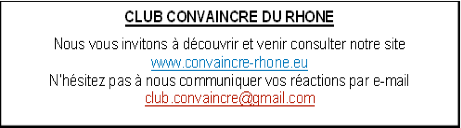 CLUB CONVAINCRE DU RHONE
Nous vous invitons à découvrir et venir consulter notre site
www.convaincre-rhone.eu
N'hésitez pas à nous communiquer vos réactions par e-mail
club.convaincre@gmail.com